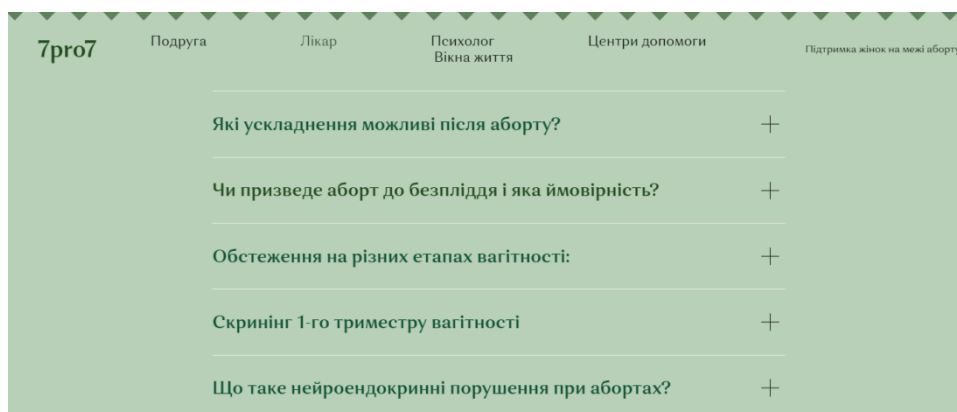 7pro7
Подруга
Лікар
Психолог
Вікна життя
Центри допомоги
Підтримка жінок на межі аборту
Які ускладнення можливі після аборту?
Чи призведе аборт до безпліддя і яка ймовірність?
Обстеження на різних етапах вагітності:
Скринінг 1-го триместру вагітності
Що таке нейроендокринні порушення при абортах?